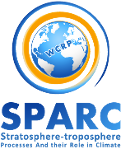 WCRP
SPARC
Stratosphere-troposphere
Processes And their Role in Climate